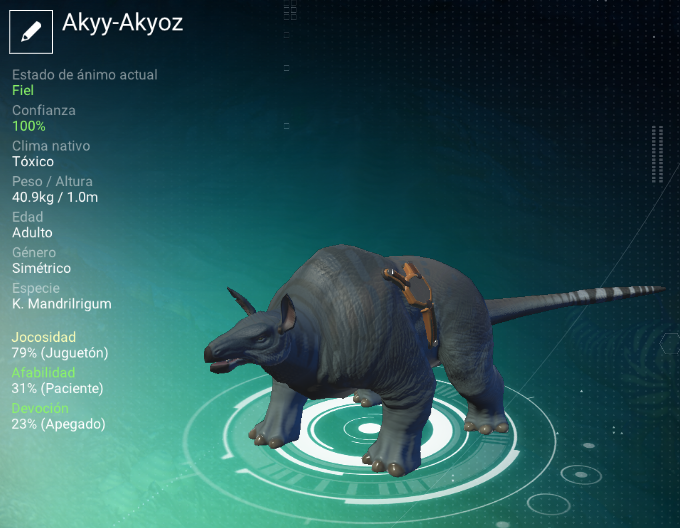 Akyy-Akyoz
Estado de ánimo actual
Fiel
Confianza
100%
Clima nativo
Tóxico
Peso / Altura
40.9kg / 1.0m
Edad
Adulto
Género
Simétrico
Especie
K. Mandrilrigum
Jocosidad
79% (Juguetón)
Afabilidad
31% (Paciente)
Devoción
23% (Apegado)